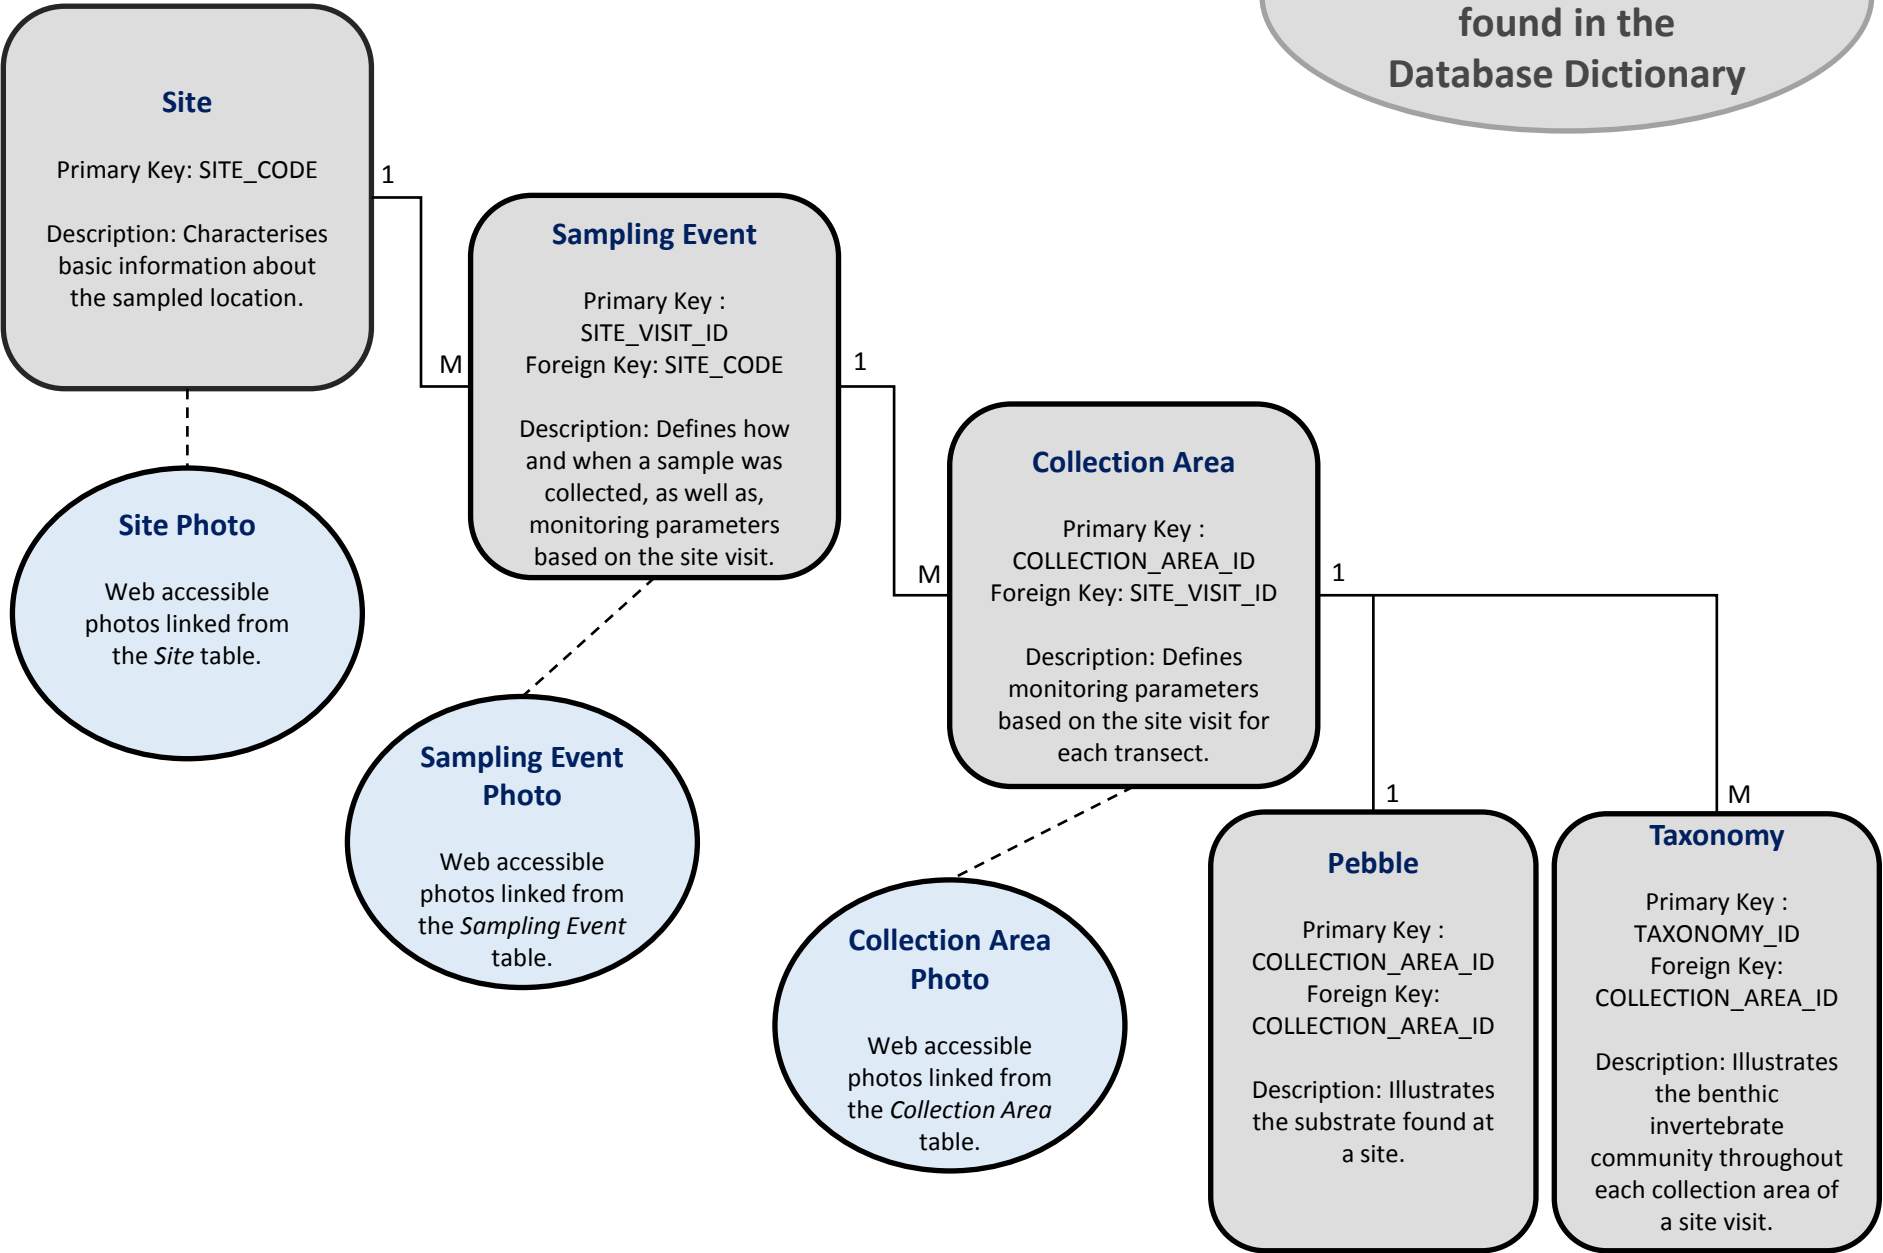 found in the
Database Dictionary
Site
Primary Key: SITE_CODE
Description: Characterises
basic information about
the sampled location.
1
M
Sampling Event
Primary Key :
SITE_VISIT_ID
Foreign Key: SITE_CODE
Description: Defines how
and when a sample was
collected, as well as,
monitoring parameters
based on the site visit.
1
M
Collection Area
Primary Key :
COLLECTION_AREA_ID
Foreign Key: SITE_VISIT_ID
Description: Defines
monitoring parameters
based on the site visit for
each transect.
1
1
M
Site Photo
Web accessible
photos linked from
the Site table.
Sampling Event
Photo
Web accessible
photos linked from
the Sampling Event
table.
Collection Area
Photo
Web accessible
photos linked from
the Collection Area
table.
Pebble
Primary Key :
COLLECTION_AREA_ID
Foreign Key:
COLLECTION_AREA_ID
Description: Illustrates
the substrate found at
a site.
Taxonomy
Primary Key :
TAXONOMY_ID
Foreign Key:
COLLECTION_AREA_ID
Description: Illustrates
the benthic
invertebrate
community throughout
each collection area of
a site visit.